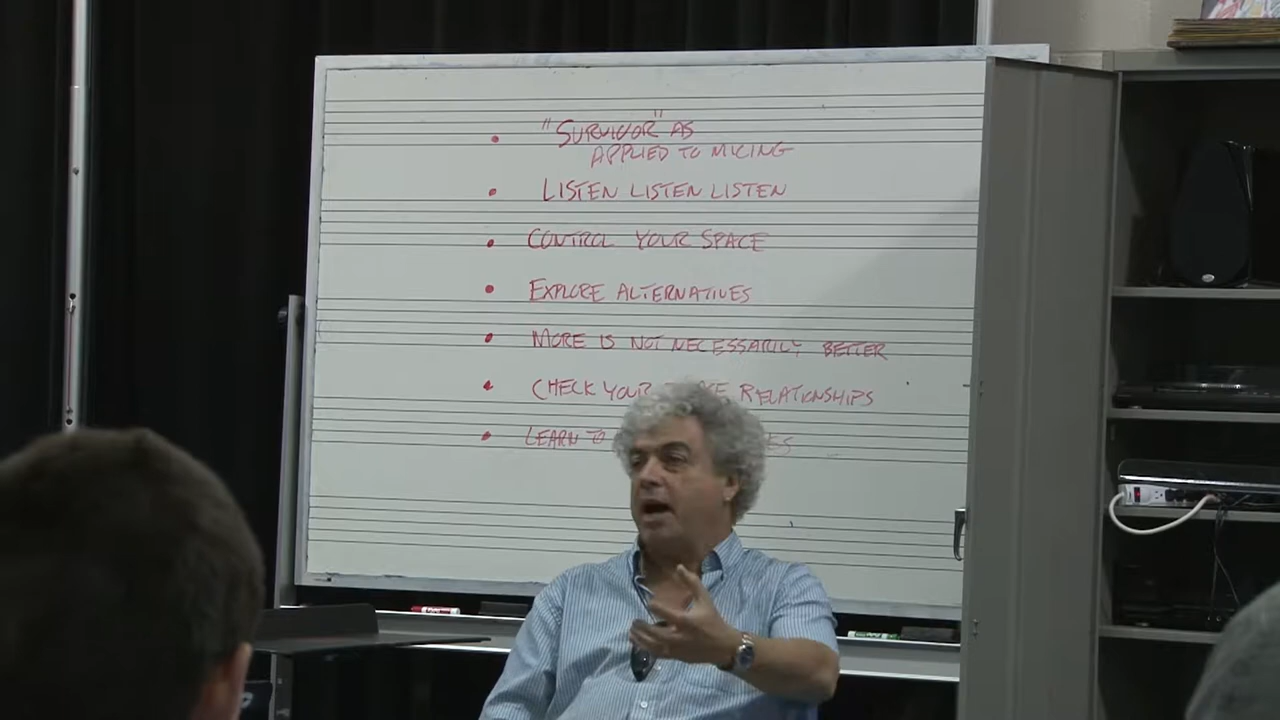 "SURVIVOR" AS
APPLIED TO MICING
LISTEN LISTEN LISTEN
CONTROL YOUR SPACE
EXPLORE ALTERNATIVES
MORE IS NOT NECESSARILY BETTER
CHECK YOUR RELATIONSHIPS
LEARN TO